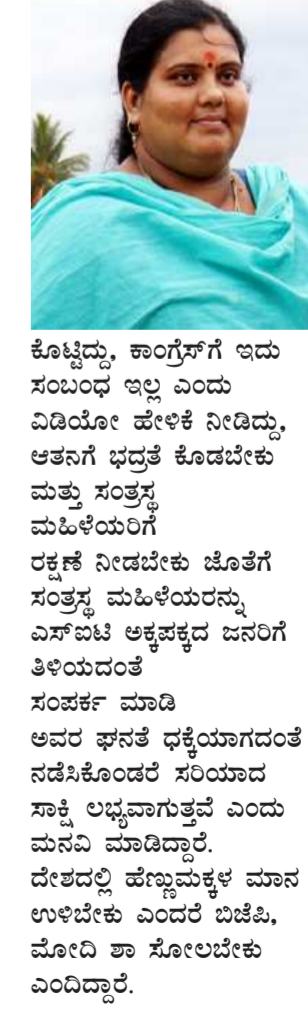 ಕೊಟ್ಟಿದ್ದು, ಕಾಂಗ್ರೆಸ್‌ಗೆ ಇದು
ಸಂಬಂಧ ಇಲ್ಲ ಎಂದು
ವಿಡಿಯೋ ಹೇಳಿಕೆ ನೀಡಿದ್ದು,
ಆತನಿಗೆ ಭದ್ರತೆ ಕೊಡಬೇಕು
ಮತ್ತು ಸಂತ್ರಸ್ಥ
ಮಹಿಳೆಯರಿಗೆ
ರಕ್ಷಣೆ ನೀಡಬೇಕು ಜೊತೆಗೆ
ಸಂತ್ರಸ್ಥ ಮಹಿಳೆಯರನ್ನು
ಎಸ್‌ಐಟಿ ಅಕ್ಕಪಕ್ಕದ ಜನರಿಗೆ
ತಿಳಿಯದಂತೆ
ಸಂಪರ್ಕ ಮಾಡಿ
ಅವರ ಘನತೆ ಧಕ್ಕೆಯಾಗದಂತೆ
ನಡೆಸಿಕೊಂಡರೆ ಸರಿಯಾದ
ಸಾಕ್ಷಿ ಲಭ್ಯವಾಗುತ್ತವೆ ಎಂದು
ಮನವಿ ಮಾಡಿದ್ದಾರೆ.
ದೇಶದಲ್ಲಿ ಹೆಣ್ಣುಮಕ್ಕಳ ಮಾನ
ಉಳಿಬೇಕು ಎಂದರೆ ಬಿಜೆಪಿ,
ಮೋದಿ ಶಾ ಸೋಲಬೇಕು
ಎಂದಿದ್ದಾರೆ.